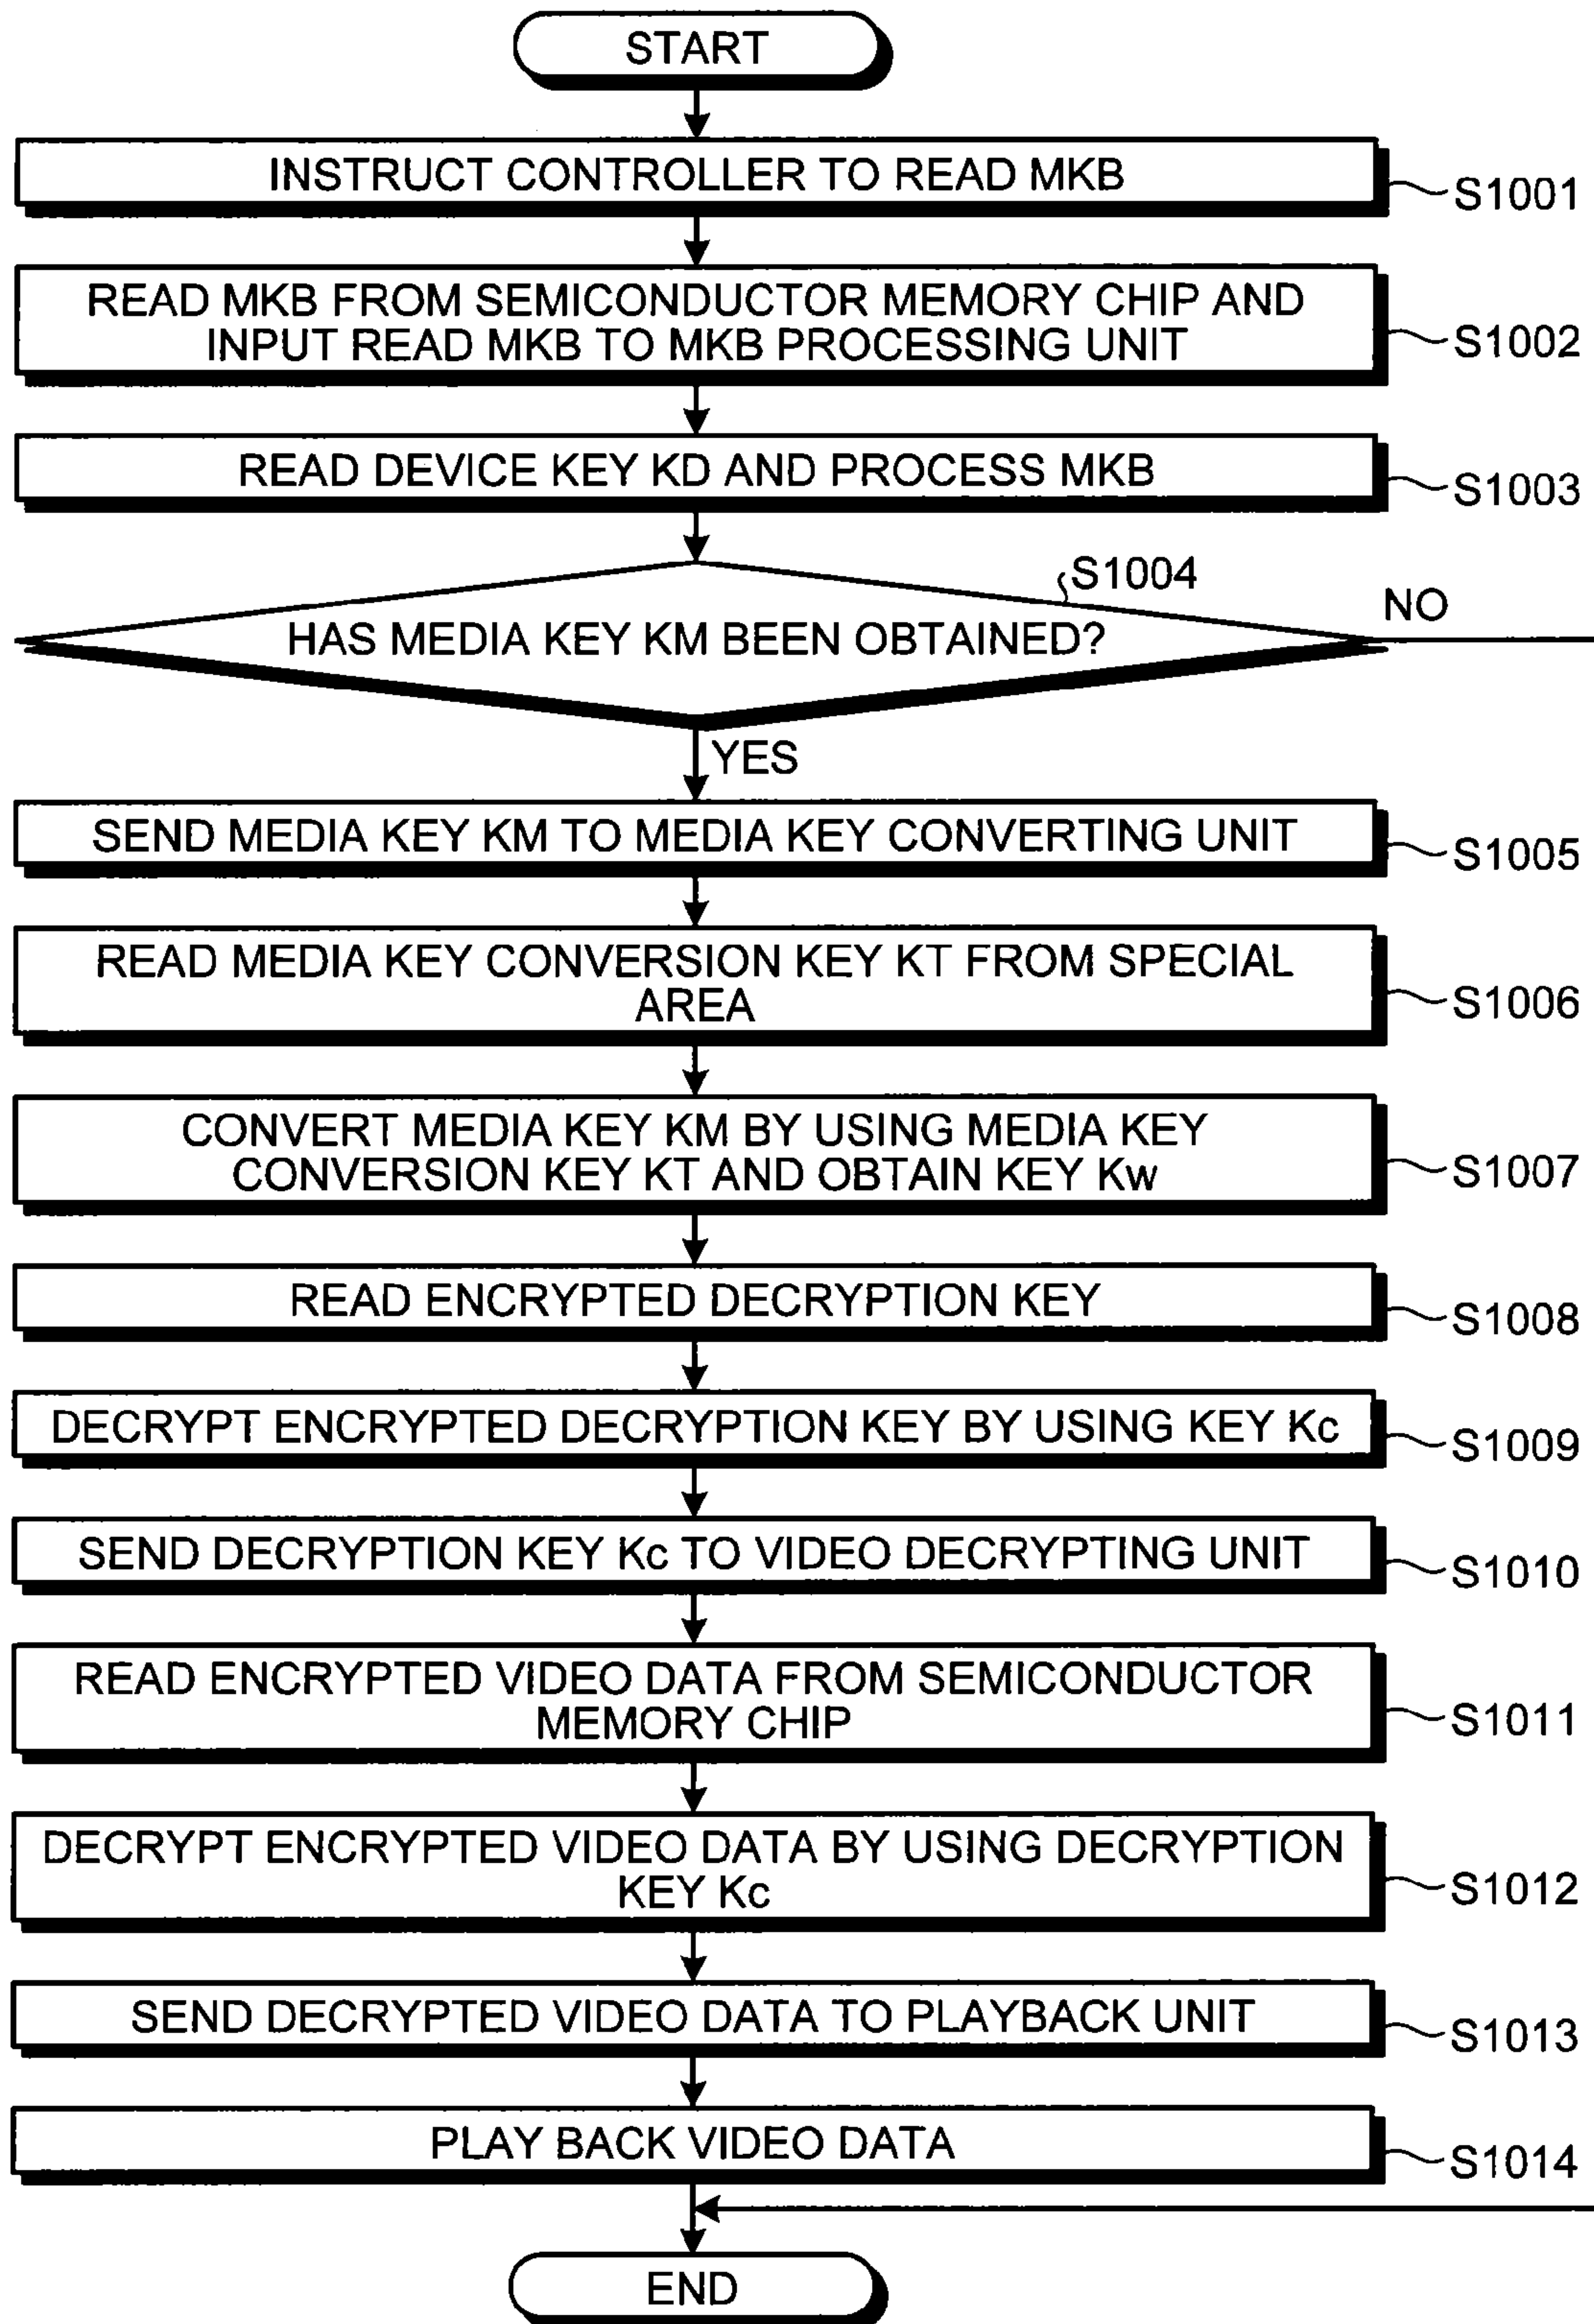 START
INSTRUCT CONTROLLER TO READ MKB
S1001
READ MKB FROM SEMICONDUCTOR MEMORY CHIP AND
INPUT READ MKB TO MKB PROCESSING UNIT
S1002
READ DEVICE KEY KD AND PROCESS MKB
S1003
S1004
HAS MEDIA KEY KM BEEN OBTAINED?
NO
YES
SEND MEDIA KEY KM TO MEDIA KEY CONVERTING UNIT
S1005
READ MEDIA KEY CONVERSION KEY KT FROM SPECIAL
AREA
S1006
CONVERT MEDIA KEY KM BY USING MEDIA KEY
CONVERSION KEY KT AND OBTAIN KEY Kw
S1007
READ ENCRYPTED DECRYPTION KEY
S1008
DECRYPT ENCRYPTED DECRYPTION KEY BY USING KEY Kc
S1009
SEND DECRYPTION KEY Kc TO VIDEO DECRYPTING UNIT
S1010
READ ENCRYPTED VIDEO DATA FROM SEMICONDUCTOR
MEMORY CHIP
S1011
DECRYPT ENCRYPTED VIDEO DATA BY USING DECRYPTION
KEY Kc
S1012
SEND DECRYPTED VIDEO DATA TO PLAYBACK UNIT
S1013
PLAY BACK VIDEO DATA
S1014
END